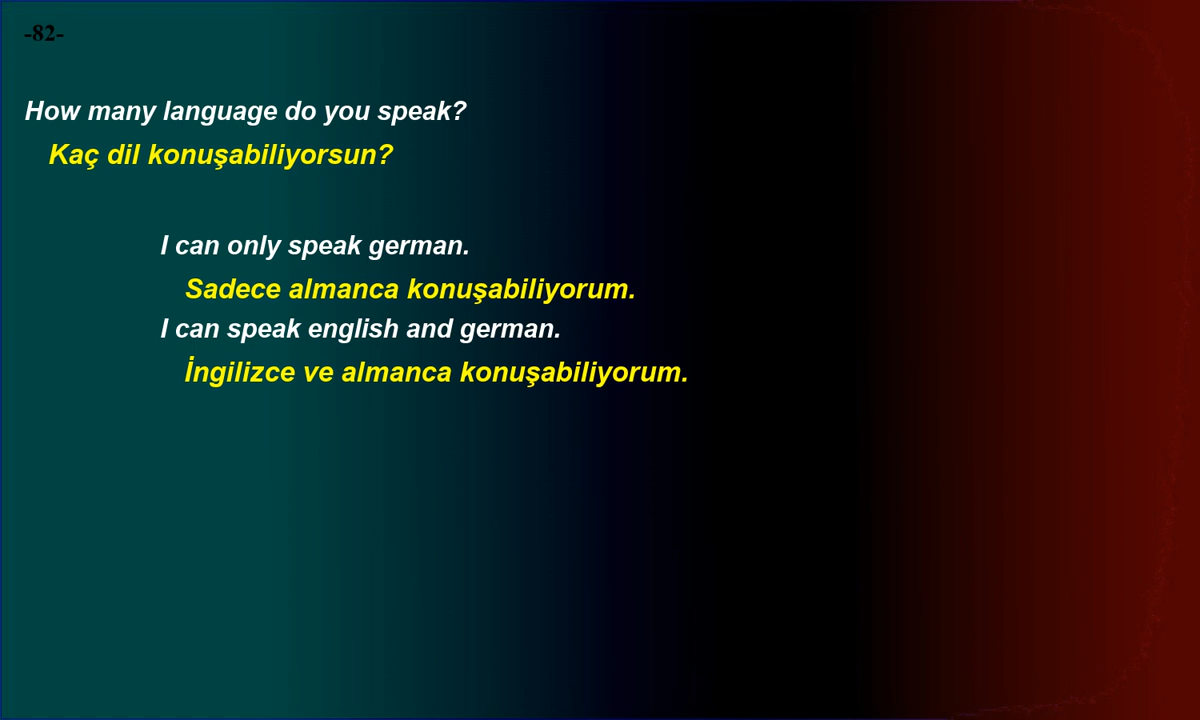 -82-
How many language do you speak?
Kaç dil konuşabiliyorsun?
I can only speak german.
Sadece almanca konuşabiliyorum.
I can speak english and german.
İngilizce ve almanca konuşabiliyorum.